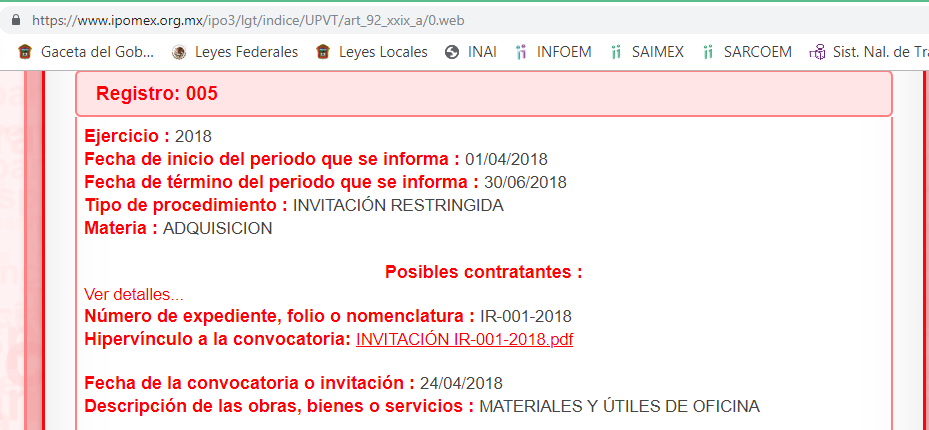 https://www.ipomex.org.mx/ipo3/lgt/indice/UPVT/art_92_xxix_a/0.web
Gaceta del Gob... Leyes Federales Leyes Locales INAI INFOEM SAIMEX SARCOEM Sist. Nal. de Tra
Registro: 005
Ejercicio : 2018
Fecha de inicio del periodo que se informa : 01/04/2018
Fecha de término del periodo que se informa : 30/06/2018
Tipo de procedimiento : INVITACIÓN RESTRINGIDA
Materia : ADQUISICION
Posibles contratantes :
Ver detalles...
Número de expediente, folio o nomenclatura : IR-001-2018
Hipervínculo a la convocatoria: INVITACIÓN IR-001-2018.pdf
Fecha de la convocatoria o invitación : 24/04/2018
Descripción de las obras, bienes o servicios : MATERIALES Y ÚTILES DE OFICINA